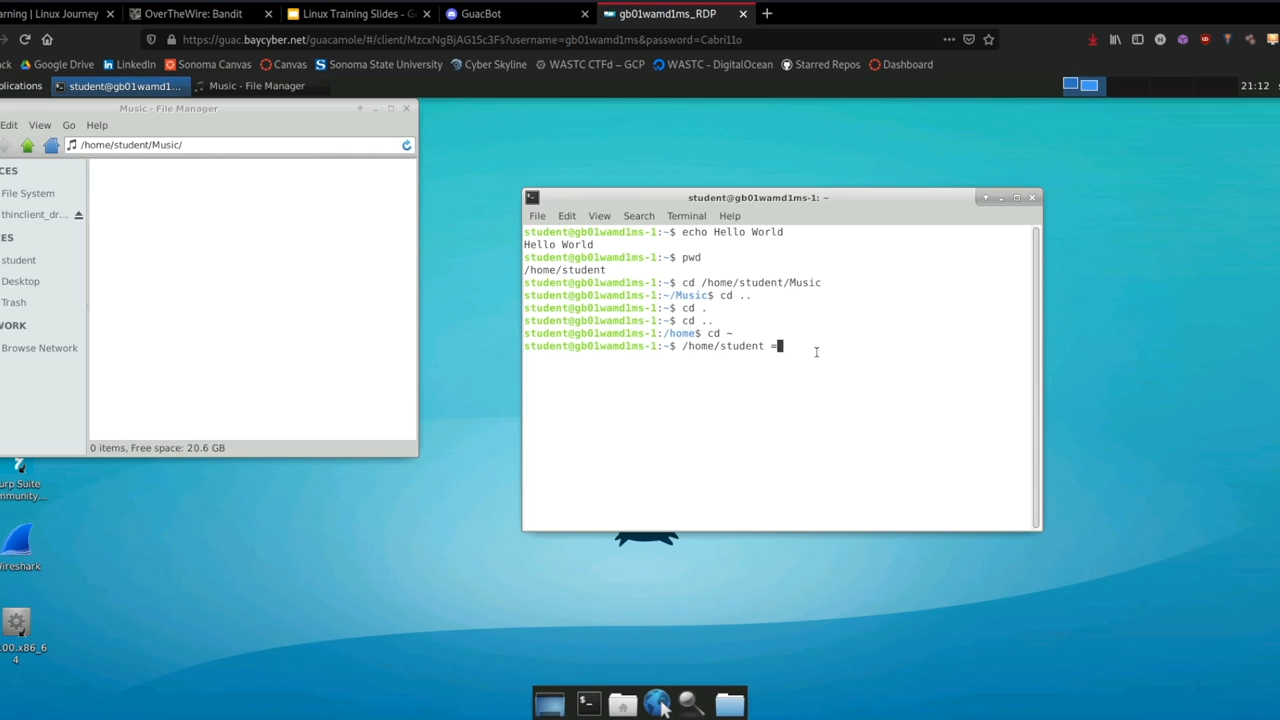 arning | Linux Journey
OverTheWire: Bandit
Linux Training Slides - G
GuacBot
gb01wamd1ms_RDP
https://guac.baycyber.net/guacamole/#/client/MzcxNgBjAG15c3Fs?username=gb01wamd1ms&password=Cabri11o
ck
Google Drive
LinkedIn
Sonoma Canvas
Canvas
Sonoma State University
Cyber Skyline
WASTC CTFd – GCP
WASTC - DigitalOcean
Starred Repos
Dashboard
plications
student@gb01wamd1...
Music - File Manager
21:12
Music - File Manager
Edit View Go Help
/home/student/Music/
CES
File System
thinclient_dr...
ES
student
Desktop
Trash
WORK
Browse Network
0 items, Free space: 20.6 GB
student@gb01wamd1ms-1: ~
File Edit View Search Terminal Help
student@gb01wamd1ms-1:~$ echo Hello World
Hello World
student@gb01wamd1ms-1:~$ pwd
/home/student
student@gb01wamd1ms-1:~$ cd /home/student/Music
student@gb01wamd1ms-1:~/Music$ cd ..
student@gb01wamd1ms-1:~$ cd .
student@gb01wamd1ms-1:~$ cd ..
student@gb01wamd1ms-1:/home$ cd ~
student@gb01wamd1ms-1:~$ /home/student =
urp Suite
mmunity...
ireshark
00.x86_6
4